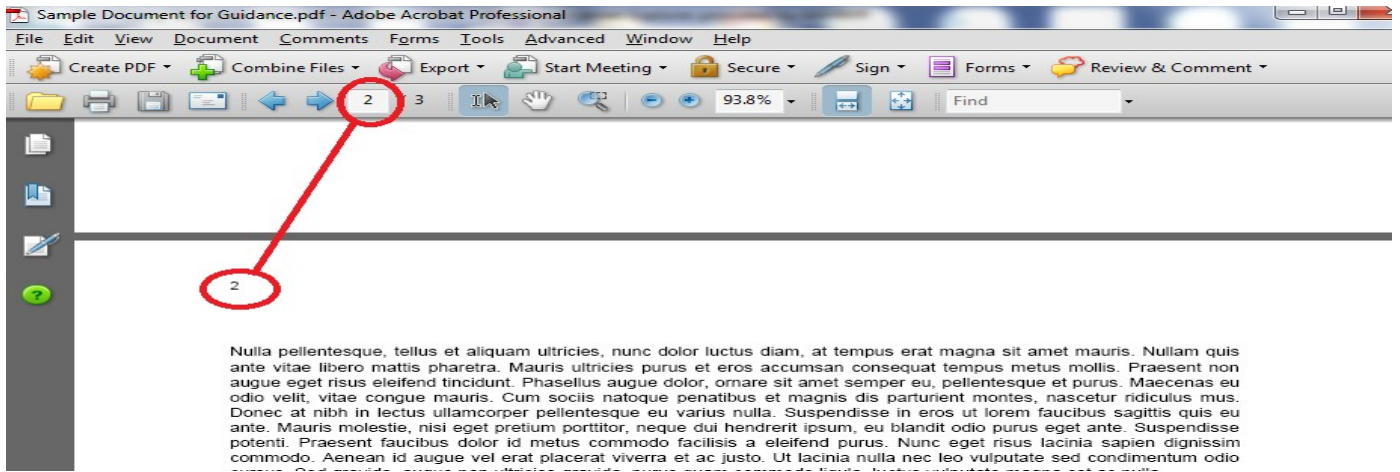 Sample Document for Guidance.pdf - Adobe Acrobat Professional
File Edit View Document Comments Forms Tools Advanced Window Help
Create PDF Combine Files Export Start Meeting Secure Sign Forms Review & Comment
2 / 3 93.8% Find
2
Nulla pellentesque, tellus et aliquam ultricies, nunc dolor luctus diam, at tempus erat magna sit amet mauris. Nullam quis
ante vitae libero mattis pharetra. Mauris ultricies purus et eros accumsan consequat tempus metus mollis. Praesent non
augue eget risus eleifend tincidunt. Phasellus augue dolor, ornare sit amet semper eu, pellentesque et purus. Maecenas eu
odio velit, vitae congue mauris. Cum sociis natoque penatibus et magnis dis parturient montes, nascetur ridiculus mus.
Donec at nibh in lectus ullamcorper pellentesque eu varius nulla. Suspendisse in eros ut lorem faucibus sagittis quis eu
ante. Mauris molestie, nisi eget pretium porttitor, neque dui hendrerit ipsum, eu blandit odio purus eget ante. Suspendisse
potenti. Praesent faucibus dolor id metus commodo facilisis a eleifend purus. Nunc eget risus lacinia sapien dignissim
commodo. Aenean id augue vel erat placerat viverra et ac justo. Ut lacinia nulla nec leo vulputate sed condimentum odio